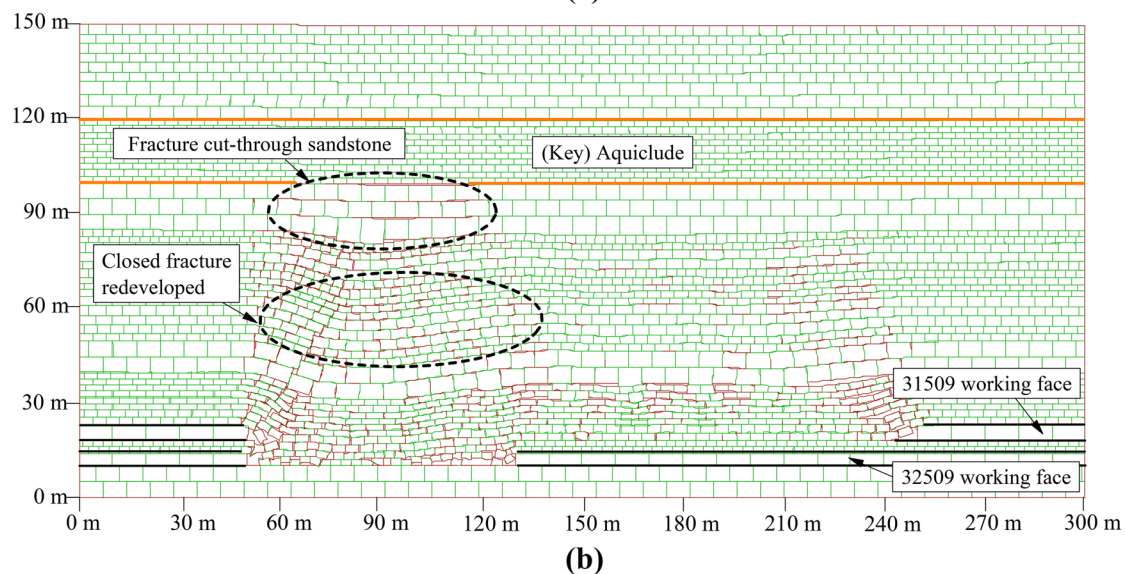 150 m
120 m
Fracture cut-through sandstone
(Key) Aquiclude
90 m
Closed fracture
redeveloped
60 m
31509 working face
30 m
32509 working face
0 m
0 m 30 m 60 m 90 m 120 m 150 m 180 m 210 m 240 m 270 m 300 m
(b)